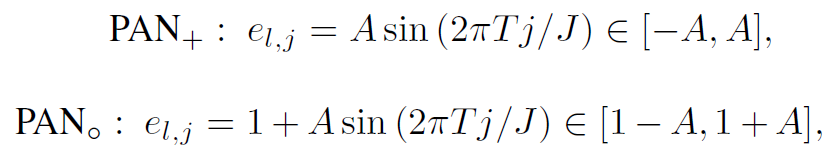 PAN₊ : e_{l,j} = A sin (2πTj/J) ∈ [−A, A],
PAN∘ : e_{l,j} = 1 + A sin (2πTj/J) ∈ [1 − A, 1 + A],